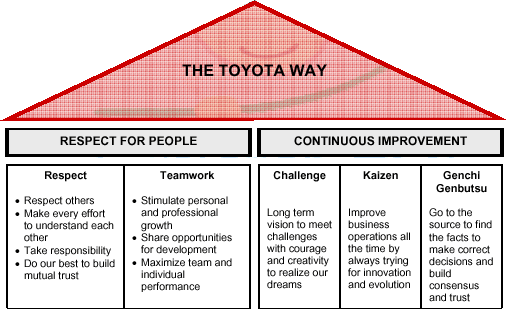 THE TOYOTA WAY
RESPECT FOR PEOPLE
CONTINUOUS IMPROVEMENT
Respect
• Respect others
• Make every effort
to understand each
other
• Take responsibility
• Do our best to build
mutual trust
Teamwork
• Stimulate personal
and professional
growth
• Share opportunities
for development
• Maximize team and
individual
performance
Challenge
Long term
vision to meet
challenges
with courage
and creativity
to realize our
dreams
Kaizen
Improve
business
operations all
the time by
always trying
for innovation
and evolution
Genchi
Genbutsu
Go to the
source to find
the facts to
make correct
decisions and
build
consensus
and trust